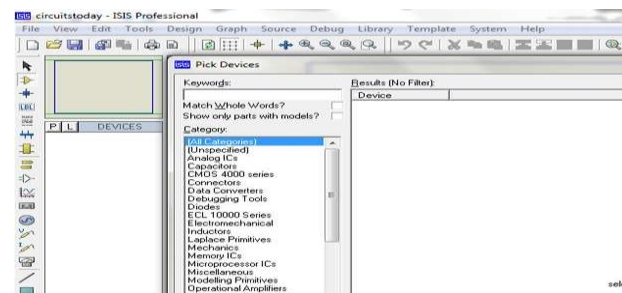 ISIS circuitstoday - ISIS Professional
File View Edit Tools Design Graph Source Debug Library Template System Help
ISIS Pick Devices
Keywords:
Results (No Filter):
Device
Match Whole Words?
Show only parts with models?
P L DEVICES
Category:
(All Categories)
(Unspecified)
Analog ICs
Capacitors
CMOS 4000 series
Connectors
Data Converters
Debugging Tools
Diodes
ECL 10000 Series
Electromechanical
Inductors
Laplace Primitives
Mechanics
Memory ICs
Microprocessor ICs
Miscellaneous
Modelling Primitives
Operational Amplifiers
sel
LBL